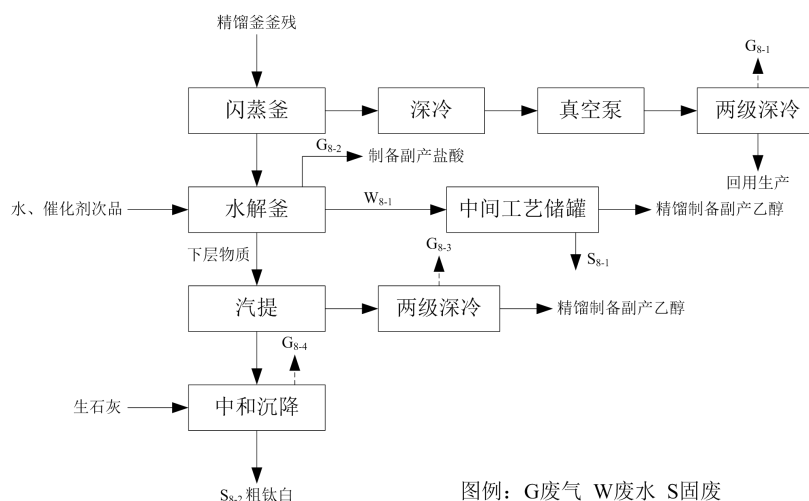 精馏釜釜残
G8-1
闪蒸釜
深冷
真空泵
两级深冷
G8-2
制备副产盐酸
回用生产
水、催化剂次品
水解釜
W8-1
中间工艺储罐
精馏制备副产乙醇
下层物质
G8-3
S8-1
汽提
两级深冷
精馏制备副产乙醇
G8-4
生石灰
中和沉降
S8-2粗钛白
图例：G废气 W废水 S固废